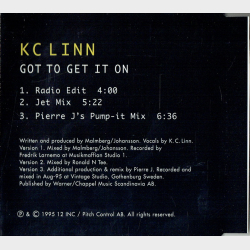 KC LINN
GOT TO GET IT ON
1. Radio Edit 4:00
2. Jet Mix 5:22
3. Pierre J's Pump-it Mix 6:36
Written and produced by Malmberg/Johansson. Vocals by K.C. Linn.
Version 1. Mixed by Malmberg/Johansson. Recorded by
Fredrik Larnemo at Musikmaffian Studio 1.
Version 2. Mixed by Ronald N Tee.
Version 3. Additional production & remix by Pierre J. Recorded and
mixed in Aug-95 at Vintage Studio, Gothenburg Sweden.
Published by Warner/Chappel Music Scandinavia AB.
℗ & © 1995 12 INC / Pitch Control AB. All rights reserved.